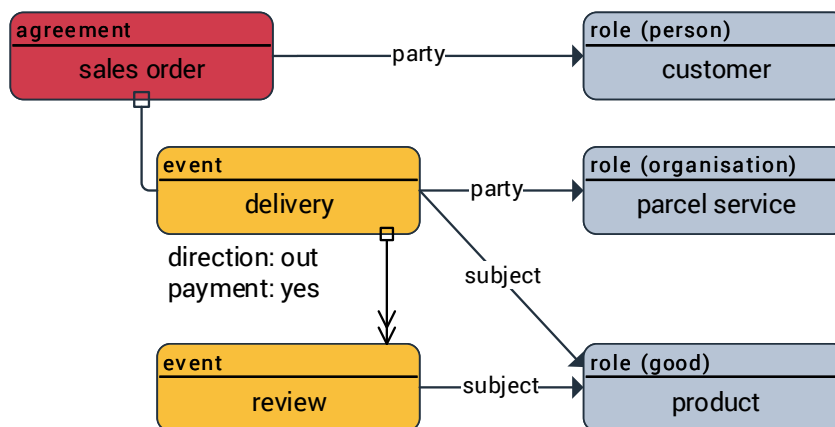 agreement
sales order
party
role (person)
customer
event
delivery
party
role (organisation)
parcel service
direction: out
payment: yes
subject
event
review
subject
role (good)
product